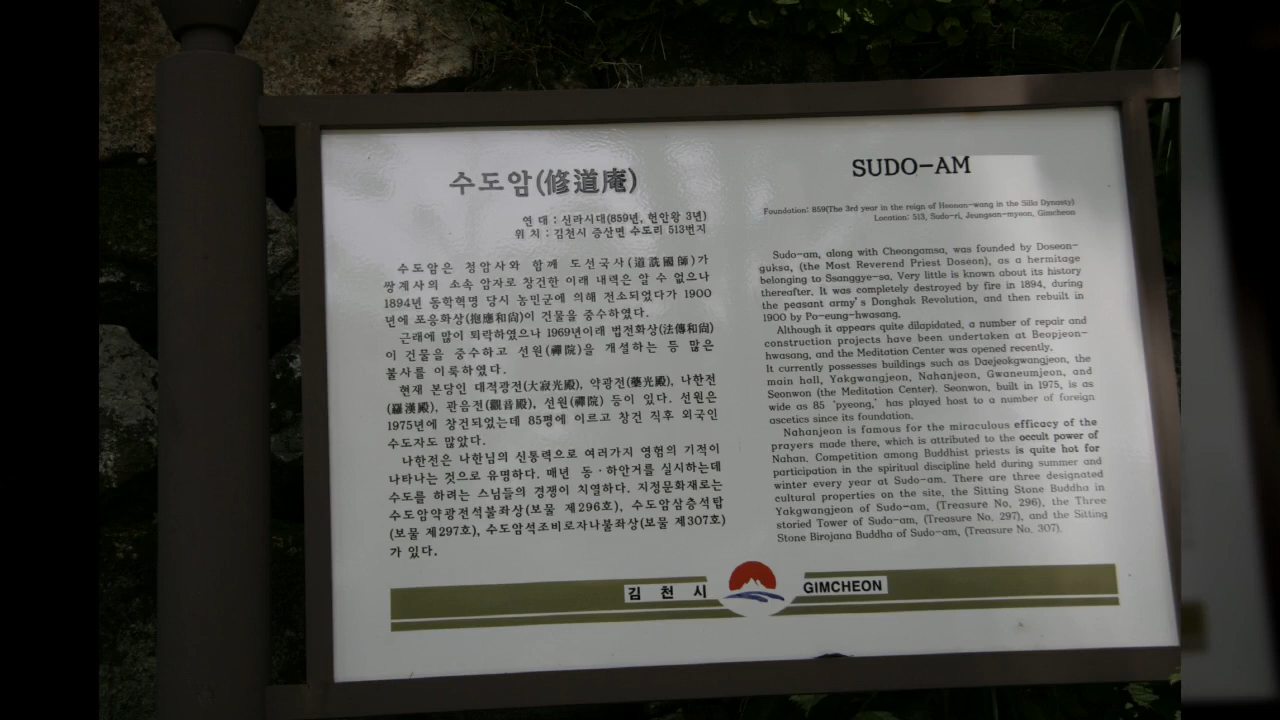 수도암(修道庵)
연 대 : 신라시대(859년, 헌안왕 3년)
위 치 : 김천시 증산면 수도리 513번지
수도암은 청암사와 함께 도선국사(道詵國師)가
쌍계사의 소속 암자로 창건한 이래 내력은 알 수 없으나
1894년 동학혁명 당시 농민군에 의해 전소되었다가 1900
년에 포응화상(抱應和尙)이 건물을 중수하였다.
근래에 많이 퇴락하였으나 1969년이래 법전화상(法傳和尙)
이 건물을 중수하고 선원(禪院)을 개설하는 등 많은
불사를 이룩하였다.
현재 본당인 대적광전(大寂光殿), 약광전(藥光殿), 나한전
(羅漢殿), 관음전(觀音殿), 선원(禪院) 등이 있다. 선원은
1975년에 창건되었는데 85평에 이르고 창건 직후 외국인
수도자도 많았다.
나한전은 나한님의 신통력으로 여러가지 영험의 기적이
나타나는 것으로 유명하다. 매년 동·하안거를 실시하는데
수도를 하려는 스님들의 경쟁이 치열하다. 지정문화재로는
수도암약광전석불좌상(보물 제296호), 수도암삼층석탑
(보물 제297호), 수도암석조비로자나불좌상(보물 제307호)
가 있다.
SUDO-AM
Foundation: 859(The 3rd year in the reign of Heonan-wang in the Silla Dynasty)
Location: 513, Sudo-ri, Jeungsan-myeon, Gimcheon
Sudo-am, along with Cheongamsa, was founded by Doseon-
guksa, (the Most Reverend Priest Doseon), as a hermitage
belonging to Ssanggye-sa. Very little is known about its history
thereafter. It was completely destroyed by fire in 1894, during
the peasant army's Donghak Revolution, and then rebuilt in
1900 by Po-eung-hwasang.
Although it appears quite dilapidated, a number of repair and
construction projects have been undertaken at Beopjeon-
hwasang, and the Meditation Center was opened recently.
It currently possesses buildings such as Daejeokgwangjeon, the
main hall, Yakgwangjeon, Nahanjeon, Gwaneumjeon, and
Seonwon (the Meditation Center). Seonwon, built in 1975, is as
wide as 85 'pyeong,' has played host to a number of foreign
ascetics since its foundation.
Nahanjeon is famous for the miraculous efficacy of the
prayers made there, which is attributed to the occult power of
Nahan. Competition among Buddhist priests is quite hot for
participation in the spiritual discipline held during summer and
winter every year at Sudo-am. There are three designated
cultural properties on the site, the Sitting Stone Buddha in
Yakgwangjeon of Sudo-am, (Treasure No. 296), the Three
storied Tower of Sudo-am, (Treasure No. 297), and the Sitting
Stone Birojana Buddha of Sudo-am, (Treasure No. 307).
김 천 시
GIMCHEON